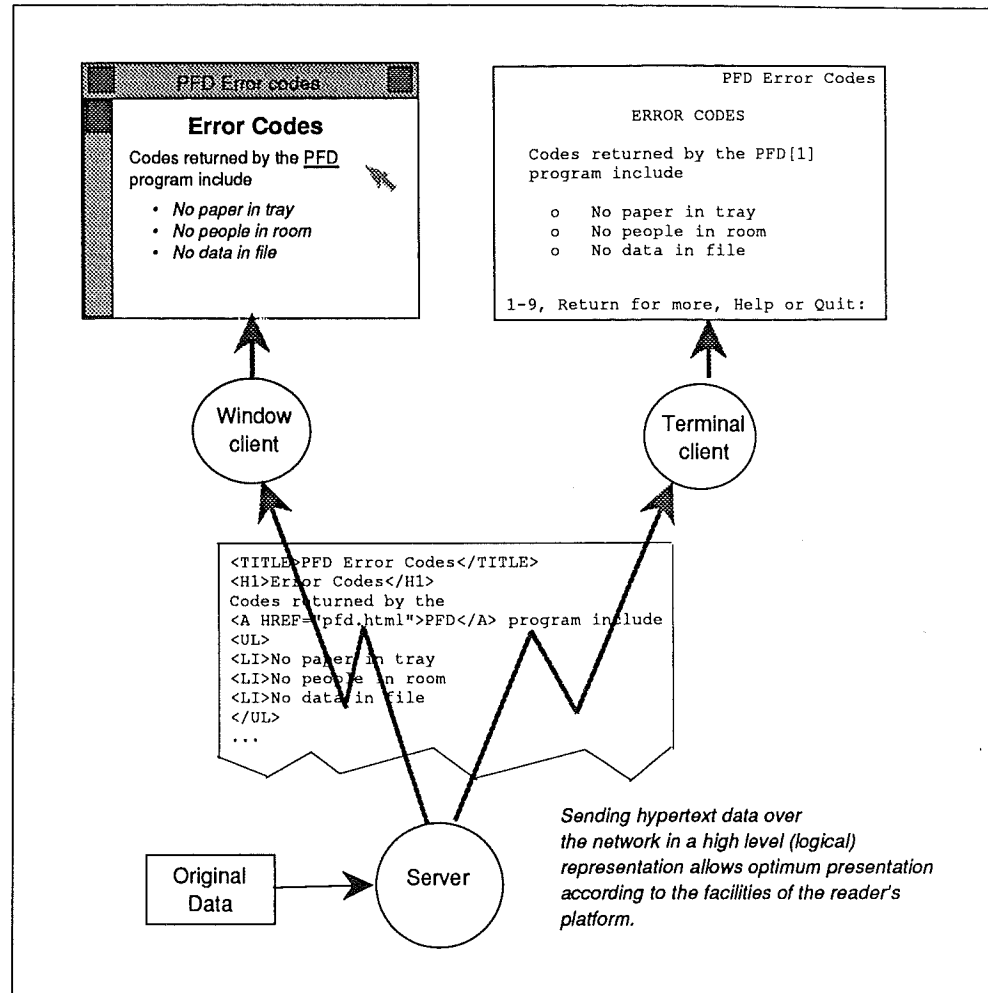 PFD Error codes
Error Codes
Codes returned by the PFD
program include
• No paper in tray
• No people in room
• No data in file
PFD Error Codes
ERROR CODES
Codes returned by the PFD[1]
program include
o No paper in tray
o No people in room
o No data in file
1-9, Return for more, Help or Quit:
Window
client
Terminal
client
<TITLE>PFD Error Codes</TITLE>
<H1>Error Codes</H1>
Codes returned by the
<A HREF="pfd.html">PFD</A> program include
<UL>
<LI>No paper in tray
<LI>No people in room
<LI>No data in file
</UL>
...
Original
Data
Server
Sending hypertext data over
the network in a high level (logical)
representation allows optimum presentation
according to the facilities of the reader's
platform.